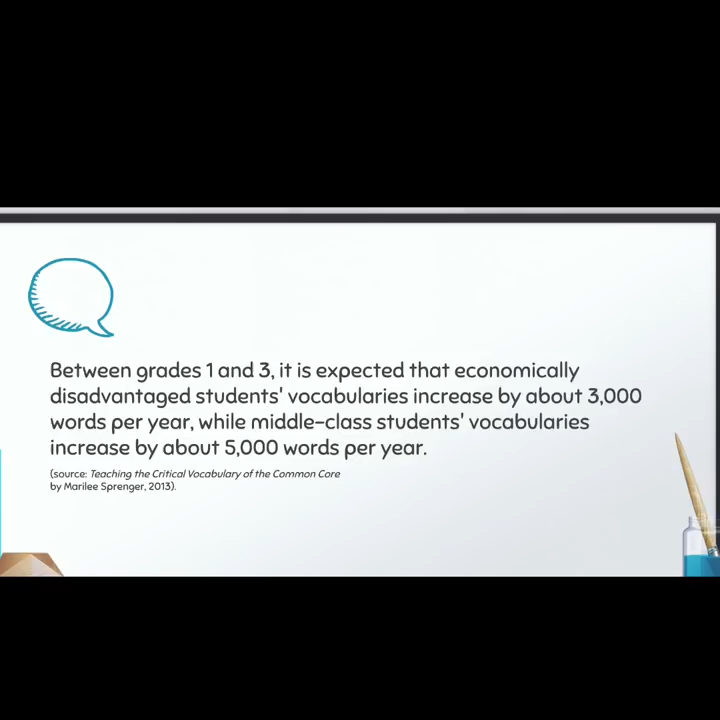 Between grades 1 and 3, it is expected that economically
disadvantaged students' vocabularies increase by about 3,000
words per year, while middle-class students' vocabularies
increase by about 5,000 words per year.
(source: Teaching the Critical Vocabulary of the Common Core
by Marilee Sprenger, 2013).